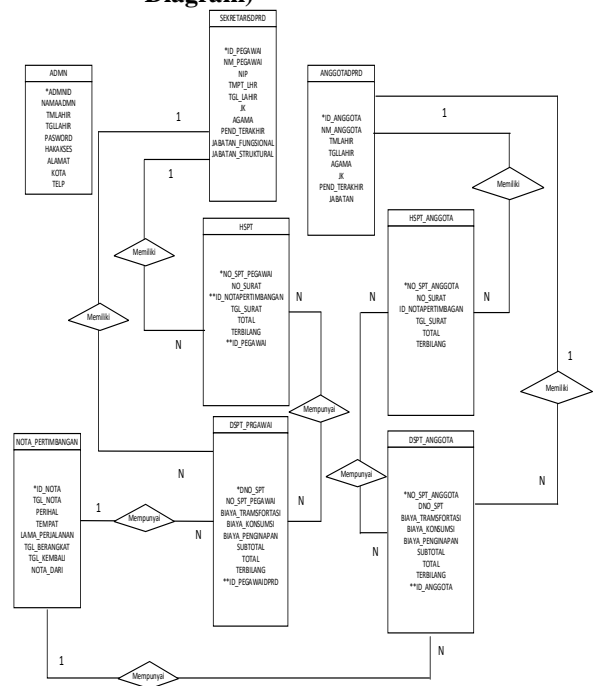 Diagram)
SEKRETARISDPRD
*ID_PEGAWAI
NM_PEGAWAI
NIP
TMPT_LHR
TGL_LAHIR
JK
AGAMA
PEND_TERAKHIR
JABATAN_FUNGSIONAL
JABATAN_STRUKTURAL
ADMN
*ADMNID
NAMAADMN
TMLAHIR
TGLLAHIR
PASWORD
HAKAKSES
ALAMAT
KOTA
TELP
ANGGOTADPRD
*ID_ANGGOTA
NM_ANGGOTA
TMLAHIR
TGLLAHIR
AGAMA
JK
PEND_TERAKHIR
JABATAN
1
1
1
Memiliki
Memiliki
HSPT
*NO_SPT_PEGAWAI
NO_SURAT
**ID_NOTAPERTIMBANGAN
TGL_SURAT
TOTAL
TERBILANG
**ID_PEGAWAI
HSPT_ANGGOTA
*NO_SPT_ANGGOTA
NO_SURAT
ID_NOTAPERTIMBAGAN
TGL_SURAT
TOTAL
TERBILANG
N
N
N
Memiliki
N
1
Memiliki
Mempunyai
NOTA_PERTIMBANGAN
*ID_NOTA
TGL_NOTA
PERIHAL
TEMPAT
LAMA_PERJALANAN
TGL_BERANGKAT
TGL_KEMBALI
NOTA_DARI
DSPT_PRGAWAI
*DNO_SPT
NO_SPT_PEGAWAI
BIAYA_TRAMSFORTASI
BIAYA_KONSUMSI
BIAYA_PENGINAPAN
SUBTOTAL
TOTAL
TERBILANG
**ID_PEGAWAIDPRD
DSPT_ANGGOTA
*NO_SPT_ANGGOTA
DNO_SPT
BIAYA_TRAMSFORTASI
BIAYA_KONSUMSI
BIAYA_PENGINAPAN
SUBTOTAL
TOTAL
TERBILANG
**ID_ANGGOTA
N
Mempunyai
N
1
Mempunyai
N
N
N
1
Mempunyai
N